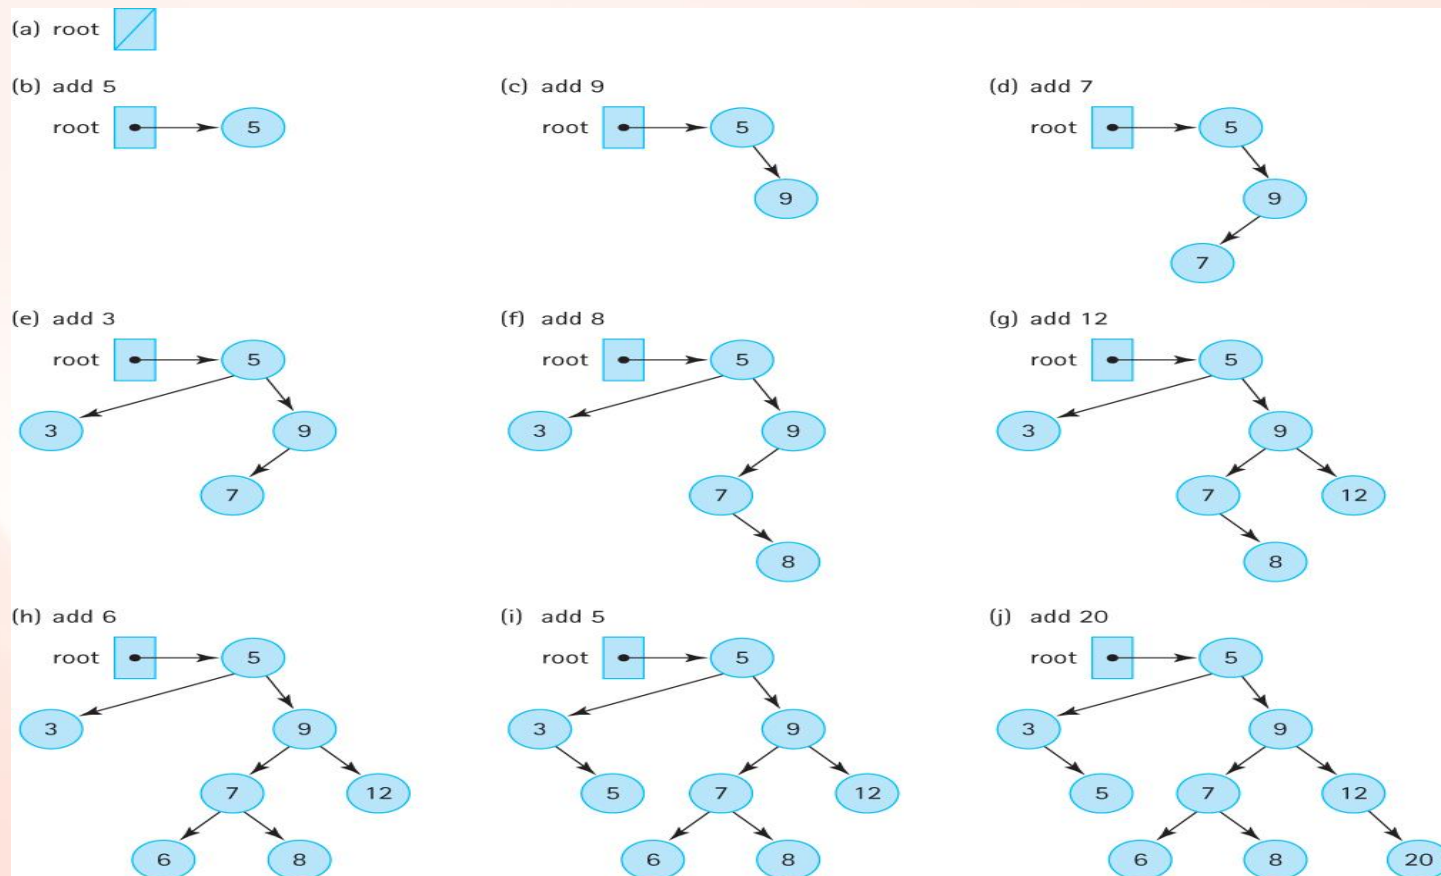 (a) root
(b) add 5
root 5
(c) add 9
root 5
9
(d) add 7
root 5
9
7
(e) add 3
root 5
3 9
7
(f) add 8
root 5
3 9
7
8
(g) add 12
root 5
3 9
7 12
8
(h) add 6
root 5
3 9
7 12
6 8
(i) add 5
root 5
3 9
5 7 12
6 8
(j) add 20
root 5
3 9
5 7 12
6 8 20